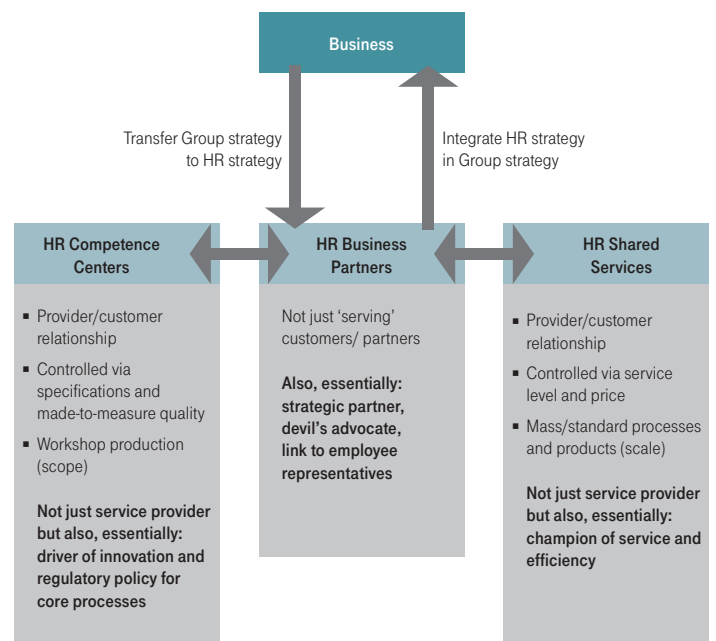 Business
Transfer Group strategy
to HR strategy
Integrate HR strategy
in Group strategy
HR Competence
Centers
▪ Provider/customer
relationship
▪ Controlled via
specifications and
made-to-measure quality
▪ Workshop production
(scope)
Not just service provider
but also, essentially:
driver of innovation and
regulatory policy for
core processes
HR Business
Partners
Not just ‘serving’
customers/ partners
Also, essentially:
strategic partner,
devil’s advocate,
link to employee
representatives
HR Shared
Services
▪ Provider/customer
relationship
▪ Controlled via service
level and price
▪ Mass/standard processes
and products (scale)
Not just service provider
but also, essentially:
champion of service and
efficiency